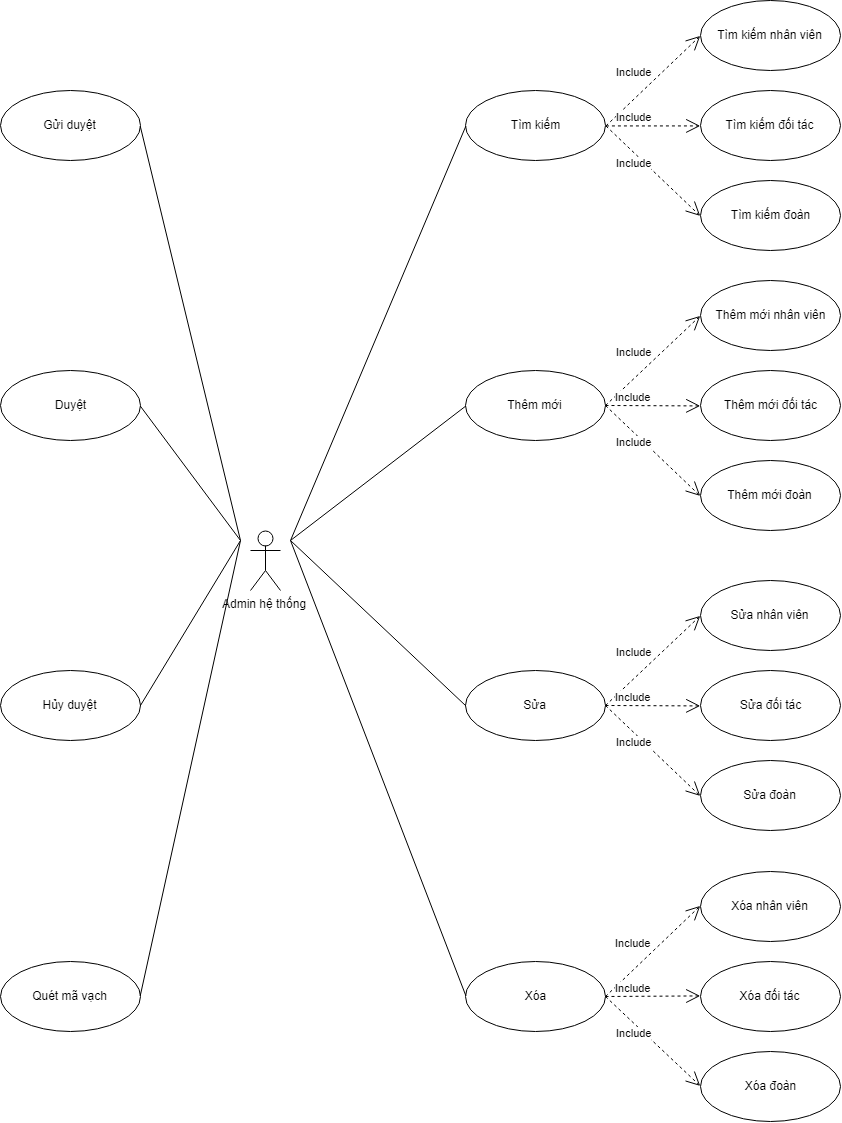 Tìm kiếm nhân viên
Include
Gửi duyệt
Tìm kiếm
Include
Tìm kiếm đối tác
Include
Tìm kiếm đoàn
Thêm mới nhân viên
Include
Duyệt
Thêm mới
Include
Thêm mới đối tác
Include
Thêm mới đoàn
Admin hệ thống
Sửa nhân viên
Include
Hủy duyệt
Sửa
Include
Sửa đối tác
Include
Sửa đoàn
Xóa nhân viên
Include
Quét mã vạch
Xóa
Include
Xóa đối tác
Include
Xóa đoàn